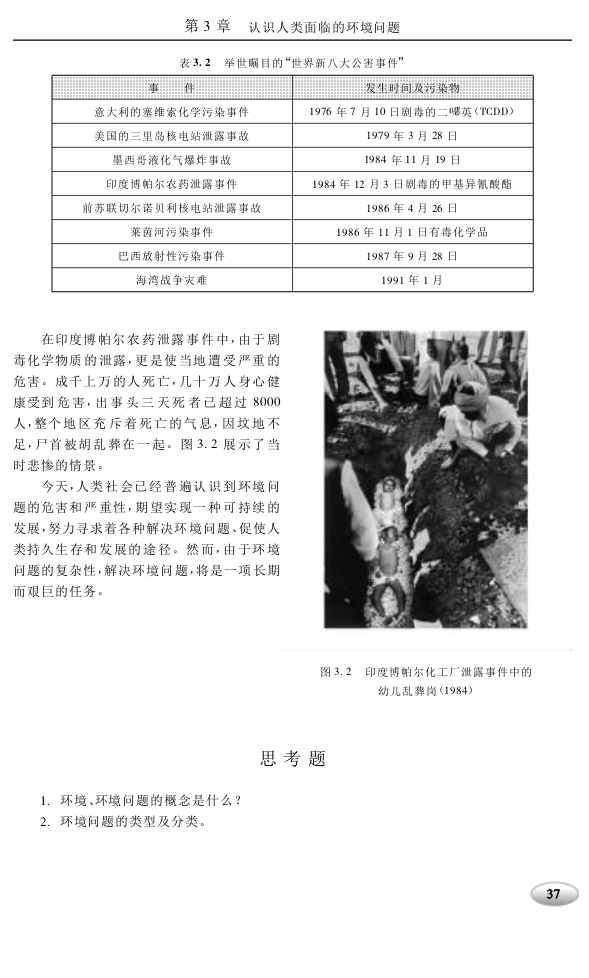 第 3 章 认识人类面临的环境问题
表 3.2 举世瞩目的“世界新八大公害事件”
事 件 发生时间及污染物
意大利的塞维索化学污染事件 1976 年 7 月 10 日剧毒的二噁英(TCDD)
美国的三里岛核电站泄露事故 1979 年 3 月 28 日
墨西哥液化气爆炸事故 1984 年 11 月 19 日
印度博帕尔农药泄露事件 1984 年 12 月 3 日剧毒的甲基异氰酸酯
前苏联切尔诺贝利核电站泄露事故 1986 年 4 月 26 日
莱茵河污染事件 1986 年 11 月 1 日有毒化学品
巴西放射性污染事件 1987 年 9 月 28 日
海湾战争灾难 1991 年 1 月
在印度博帕尔农药泄露事件中,由于剧
毒化学物质的泄露,更是使当地遭受严重的
危害。成千上万的人死亡,几十万人身心健
康受到危害,出事头三天死者已超过 8000
人,整个地区充斥着死亡的气息,因坟地不
足,尸首被胡乱葬在一起。图 3.2 展示了当
时悲惨的情景。
今天,人类社会已经普遍认识到环境问
题的危害和严重性,期望实现一种可持续的
发展,努力寻求着各种解决环境问题、促使人
类持久生存和发展的途径。然而,由于环境
问题的复杂性,解决环境问题,将是一项长期
而艰巨的任务。
图 3.2 印度博帕尔化工厂泄露事件中的
幼儿乱葬岗(1984)
思 考 题
1. 环境、环境问题的概念是什么?
2. 环境问题的类型及分类。
37